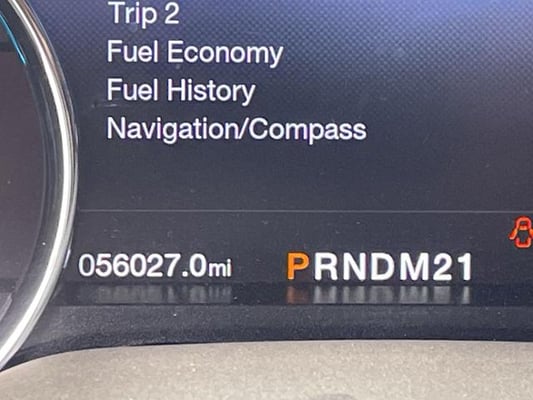 Trip 2
Fuel Economy
Fuel History
Navigation/Compass
056027.0mi PRNDM21